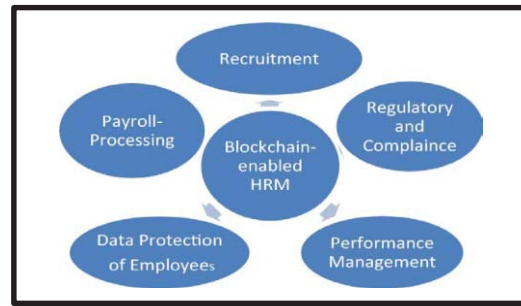 Recruitment
Payroll-
Processing
Regulatory
and
Complaince
Blockchain-
enabled
HRM
Data Protection
of Employees
Performance
Management